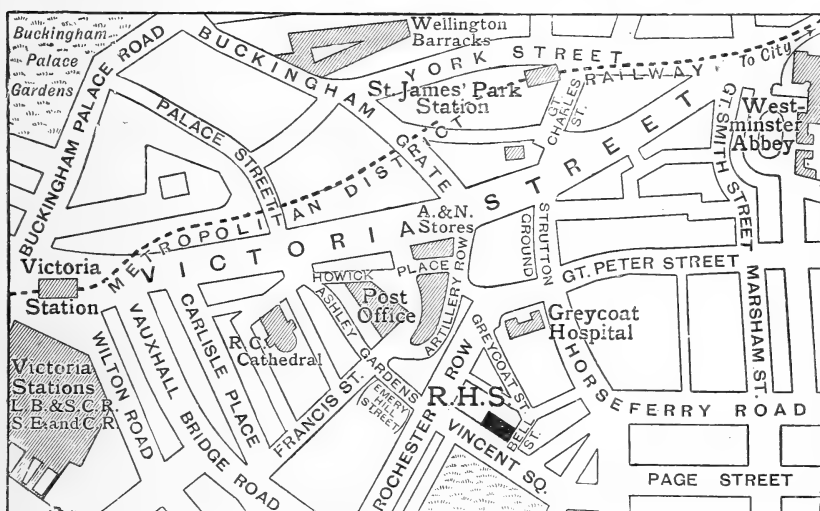 Buckingham
Palace
Gardens
BUCKINGHAM PALACE ROAD
BUCKINGHAM GRATE
Wellington
Barracks
YORK STREET
St. James' Park
Station
RAILWAY
To City
GT. CHARLES
ST.
GT. SMITH STREET
West-
minster
Abbey
PALACE STREET
METROPOLITAN DISTRICT
VICTORIA STREET
A. & N.
Stores
STRUTTON
GROUND
Victoria
Station
HOWICK PLACE
ARTILLERY ROW
GT. PETER STREET
MARSHAM ST.
Post
Office
ASHLEY GARDENS
R.C.
Cathedral
CARLISLE PLACE
VAUXHALL BRIDGE ROAD
WILTON ROAD
Victoria
Stations
L.B. & S.C.R.
S.E. and C.R.
FRANCIS ST.
EMERY
HILL
STREET
ROCHESTER ROW
GREYCOAT ST.
Greycoat
Hospital
HORSEFERRY ROAD
R.H.S.
BELL
ST.
VINCENT SQ.
PAGE STREET